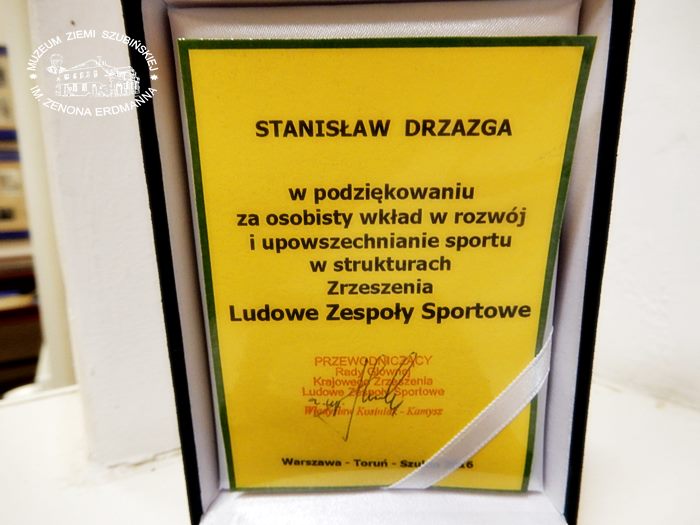 MUZEUM ZIEMI SZUBIŃSKIEJ
IM. ZENONA ERDMANNA
STANISŁAW DRZAZGA
w podziękowaniu
za osobisty wkład w rozwój
i upowszechnianie sportu
w strukturach
Zrzeszenia
Ludowe Zespoły Sportowe
PRZEWODNICZĄCY
Rady Głównej
Krajowego Zrzeszenia
Ludowe Zespoły Sportowe
Władysław Kosiniak - Kamysz
Warszawa - Toruń -